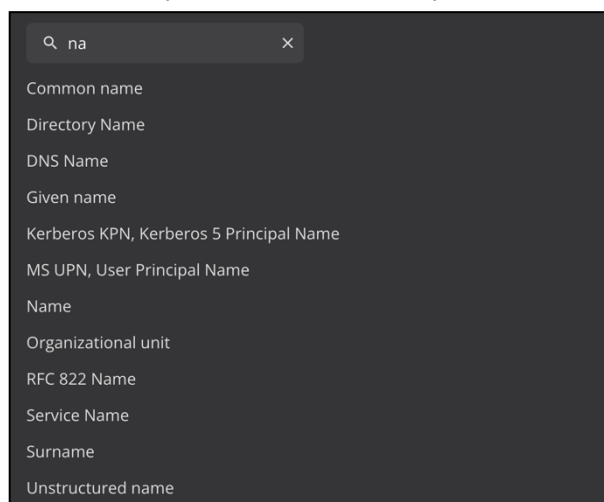 na
Common name
Directory Name
DNS Name
Given name
Kerberos KPN, Kerberos 5 Principal Name
MS UPN, User Principal Name
Name
Organizational unit
RFC 822 Name
Service Name
Surname
Unstructured name